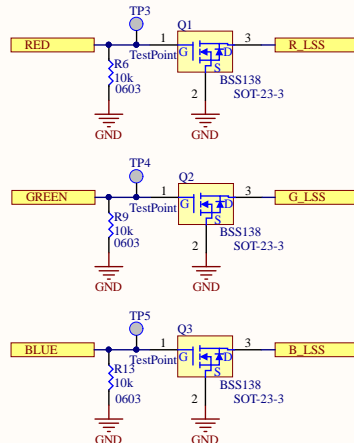 TP3
Q1
RED
1
3
R_LSS
G
D
S
R6
10k
0603
TestPoint
BSS138
SOT-23-3
2
GND
GND
TP4
Q2
GREEN
1
3
G_LSS
G
D
S
R9
10k
0603
TestPoint
BSS138
SOT-23-3
2
GND
GND
TP5
Q3
BLUE
1
3
B_LSS
G
D
S
R13
10k
0603
TestPoint
BSS138
SOT-23-3
2
GND
GND